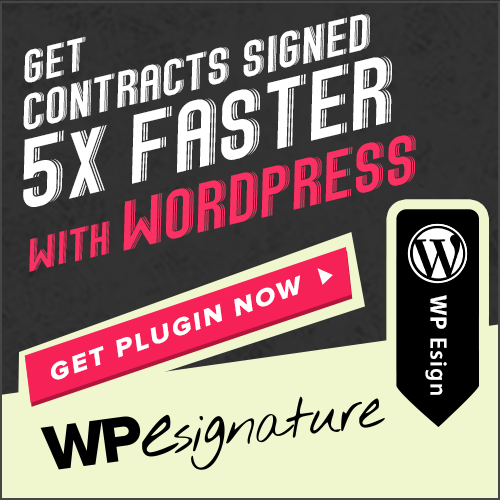 GET
CONTRACTS SIGNED
5X FASTER
WITH WORDPRESS
GET PLUGIN NOW
W
WP Esign
WPesignature